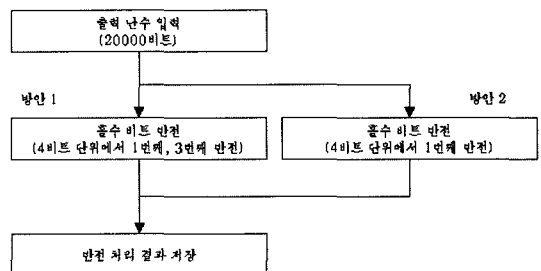 출력 난수 입력
(20000비트)
방안 1
방안 2
홀수 비트 반전
(4비트 단위에서 1번째, 3번째 반전)
홀수 비트 반전
(4비트 단위에서 1번째 반전)
반전 처리 결과 저장